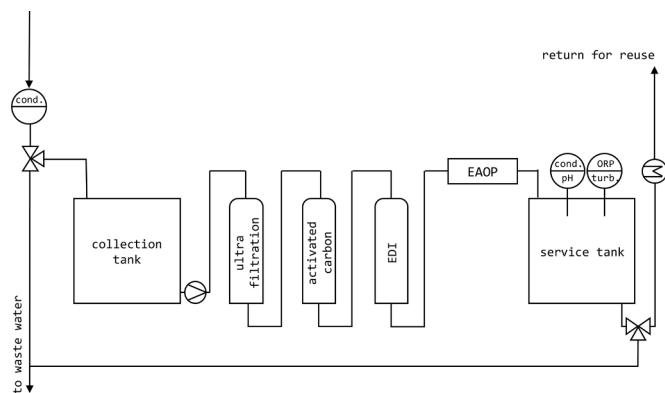 return for reuse
cond.
EAOP
cond.
pH
ORP
turb.
collection
tank
ultra
filtration
activated
carbon
EDI
service tank
to waste water